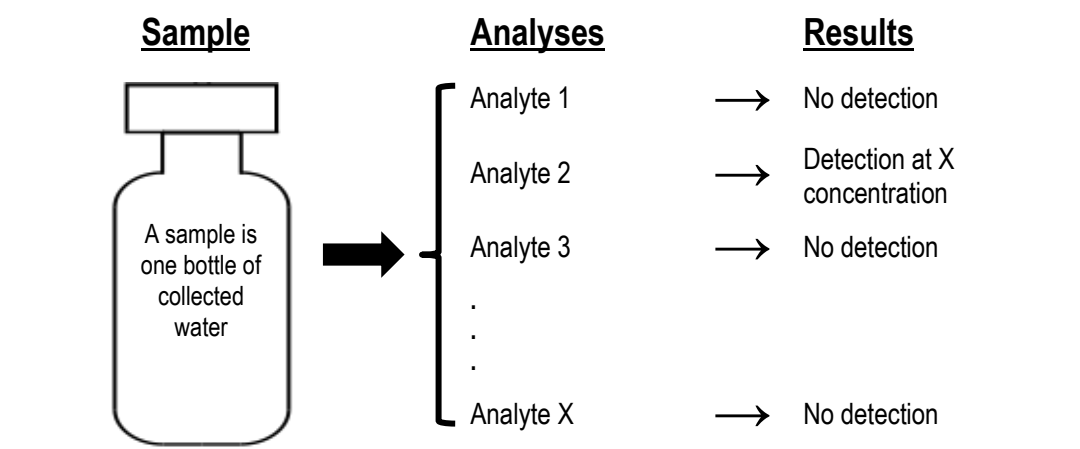 Sample Analyses Results
Analyte 1 → No detection
Analyte 2 → Detection at X
concentration
A sample is
one bottle of
collected
water
Analyte 3 → No detection
.
.
.
Analyte X → No detection